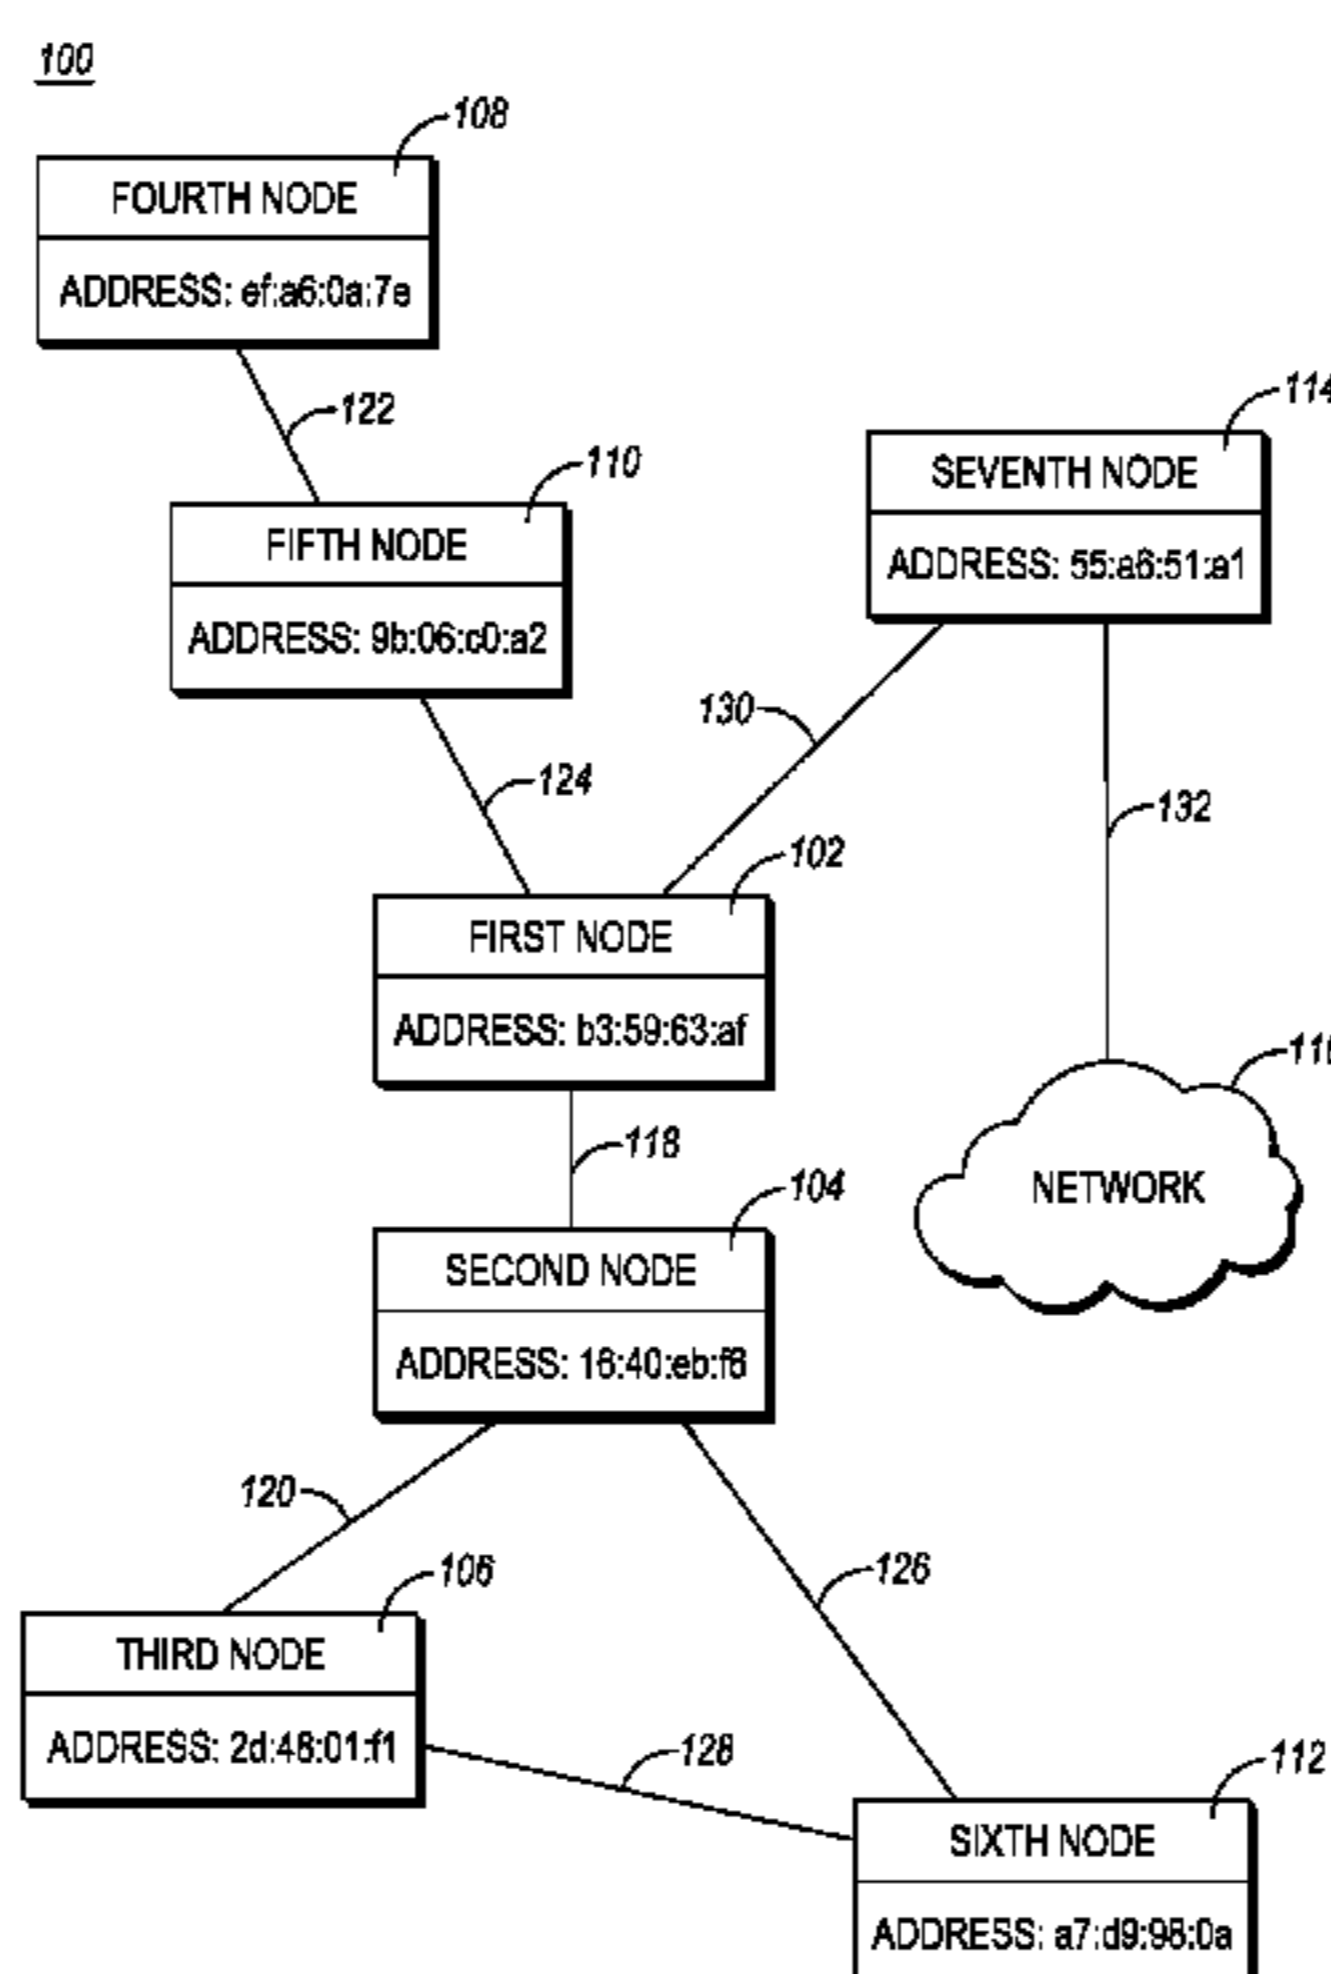 100
108
FOURTH NODE
ADDRESS: ef:a6:0a:7e
122
110
FIFTH NODE
ADDRESS: 9b:06:c0:a2
114
SEVENTH NODE
ADDRESS: 55:a6:51:a1
130
124
132
102
FIRST NODE
ADDRESS: b3:59:63:af
118
116
NETWORK
104
SECOND NODE
ADDRESS: 16:40:eb:f6
120
126
106
THIRD NODE
ADDRESS: 2d:48:01:f1
128
112
SIXTH NODE
ADDRESS: a7:d9:98:0a